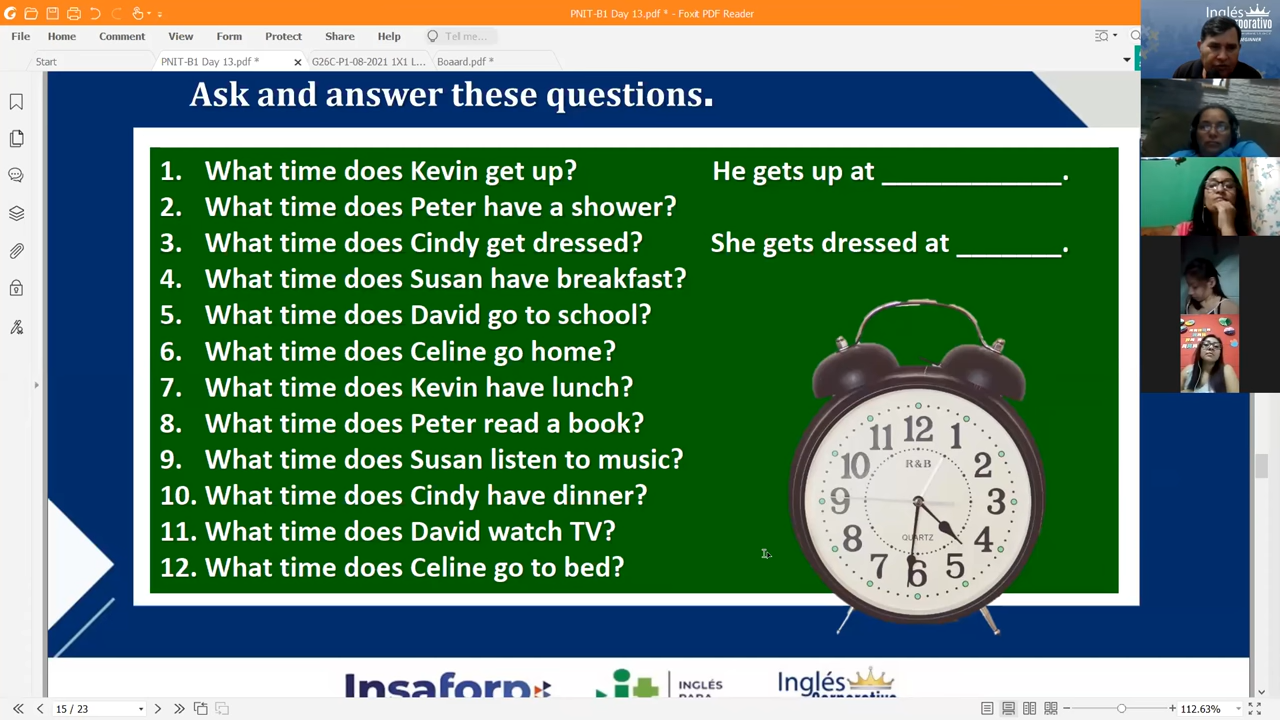 PNIT-B1 Day 13.pdf * - Foxit PDF Reader
File Home Comment View Form Protect Share Help Tell me...
Start PNIT-B1 Day 13.pdf * G26C-P1-08-2021 1X1 L... Boaard.pdf *
Inglés
Corporativo
Ask and answer these questions.
1. What time does Kevin get up? He gets up at _____________.
2. What time does Peter have a shower?
3. What time does Cindy get dressed? She gets dressed at _______.
4. What time does Susan have breakfast?
5. What time does David go to school?
6. What time does Celine go home?
7. What time does Kevin have lunch?
8. What time does Peter read a book?
9. What time does Susan listen to music?
10. What time does Cindy have dinner?
11. What time does David watch TV?
12. What time does Celine go to bed?
12
11 1
10 2
9 3
8 4
7 5
6
R&B
QUARTZ
Insaforp
INGLÉS
PARA
Inglés
Corporativo
15 / 23
112.63%